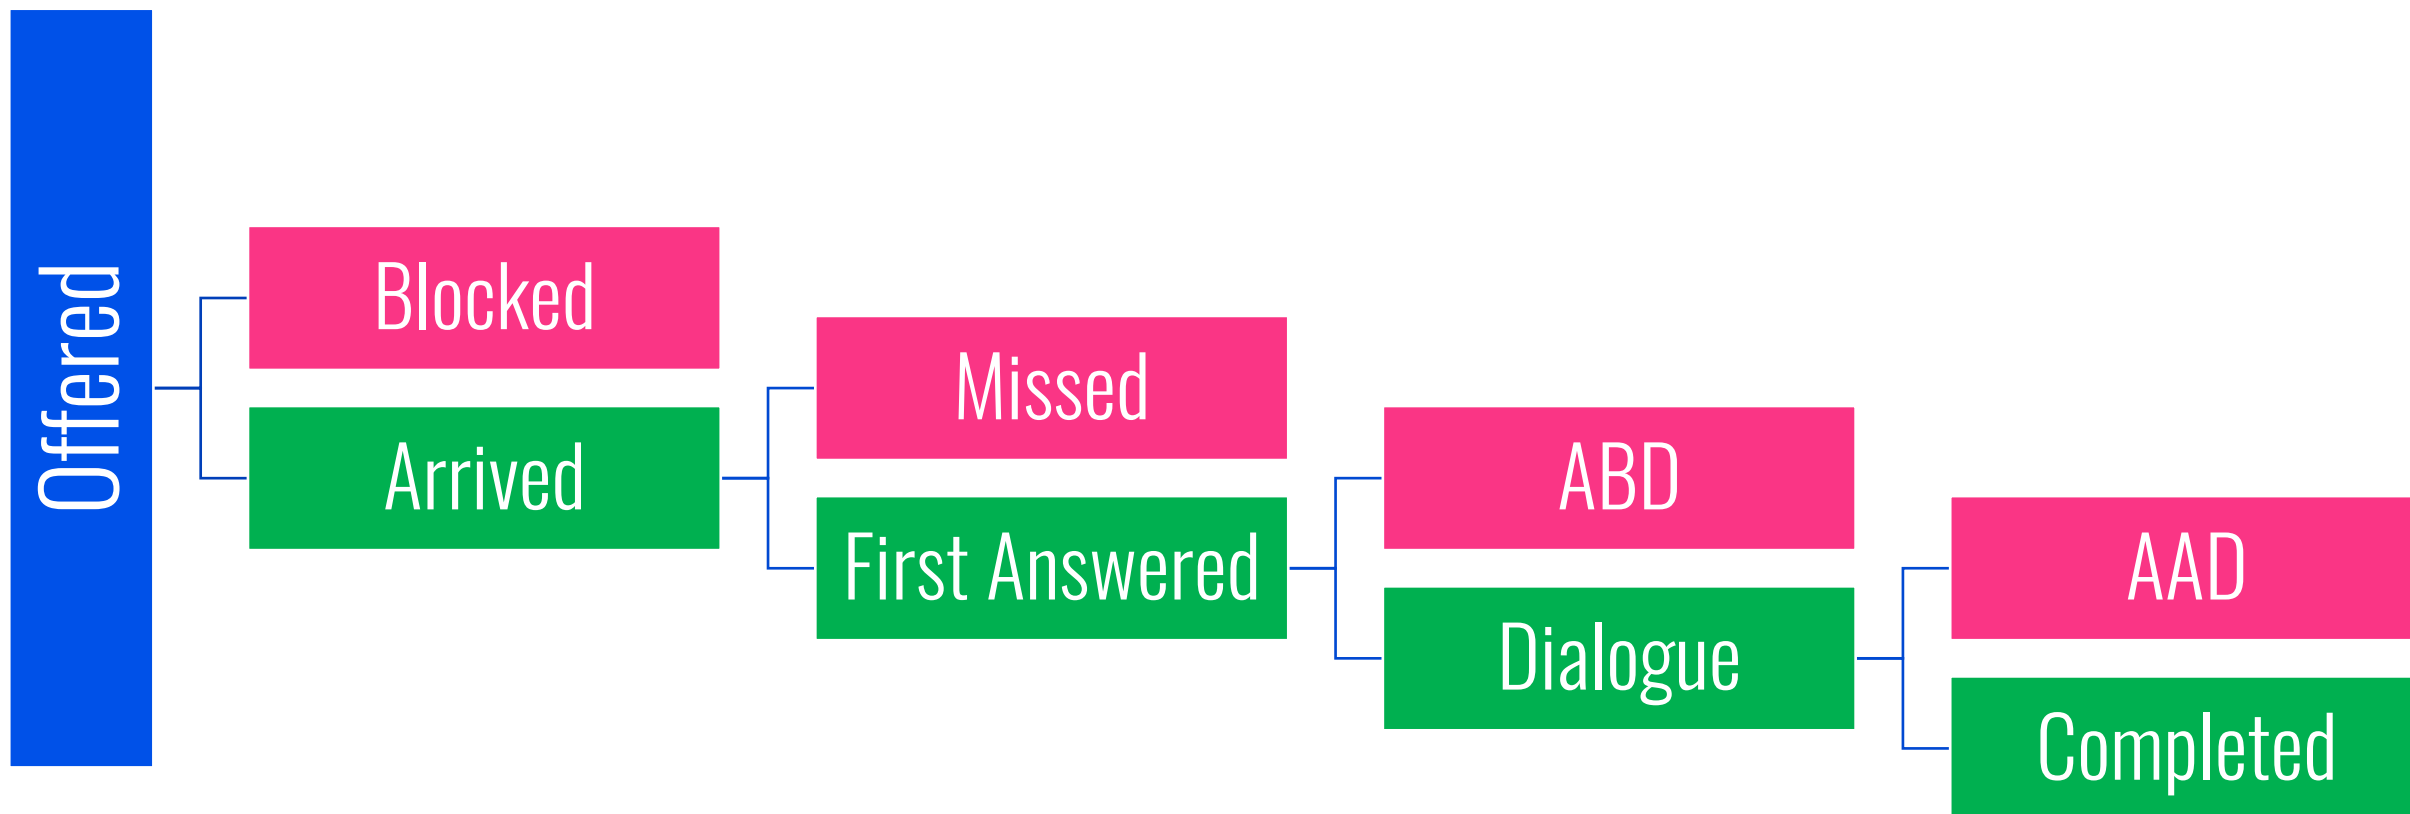 Offered
Blocked
Arrived
Missed
First Answered
ABD
Dialogue
AAD
Completed